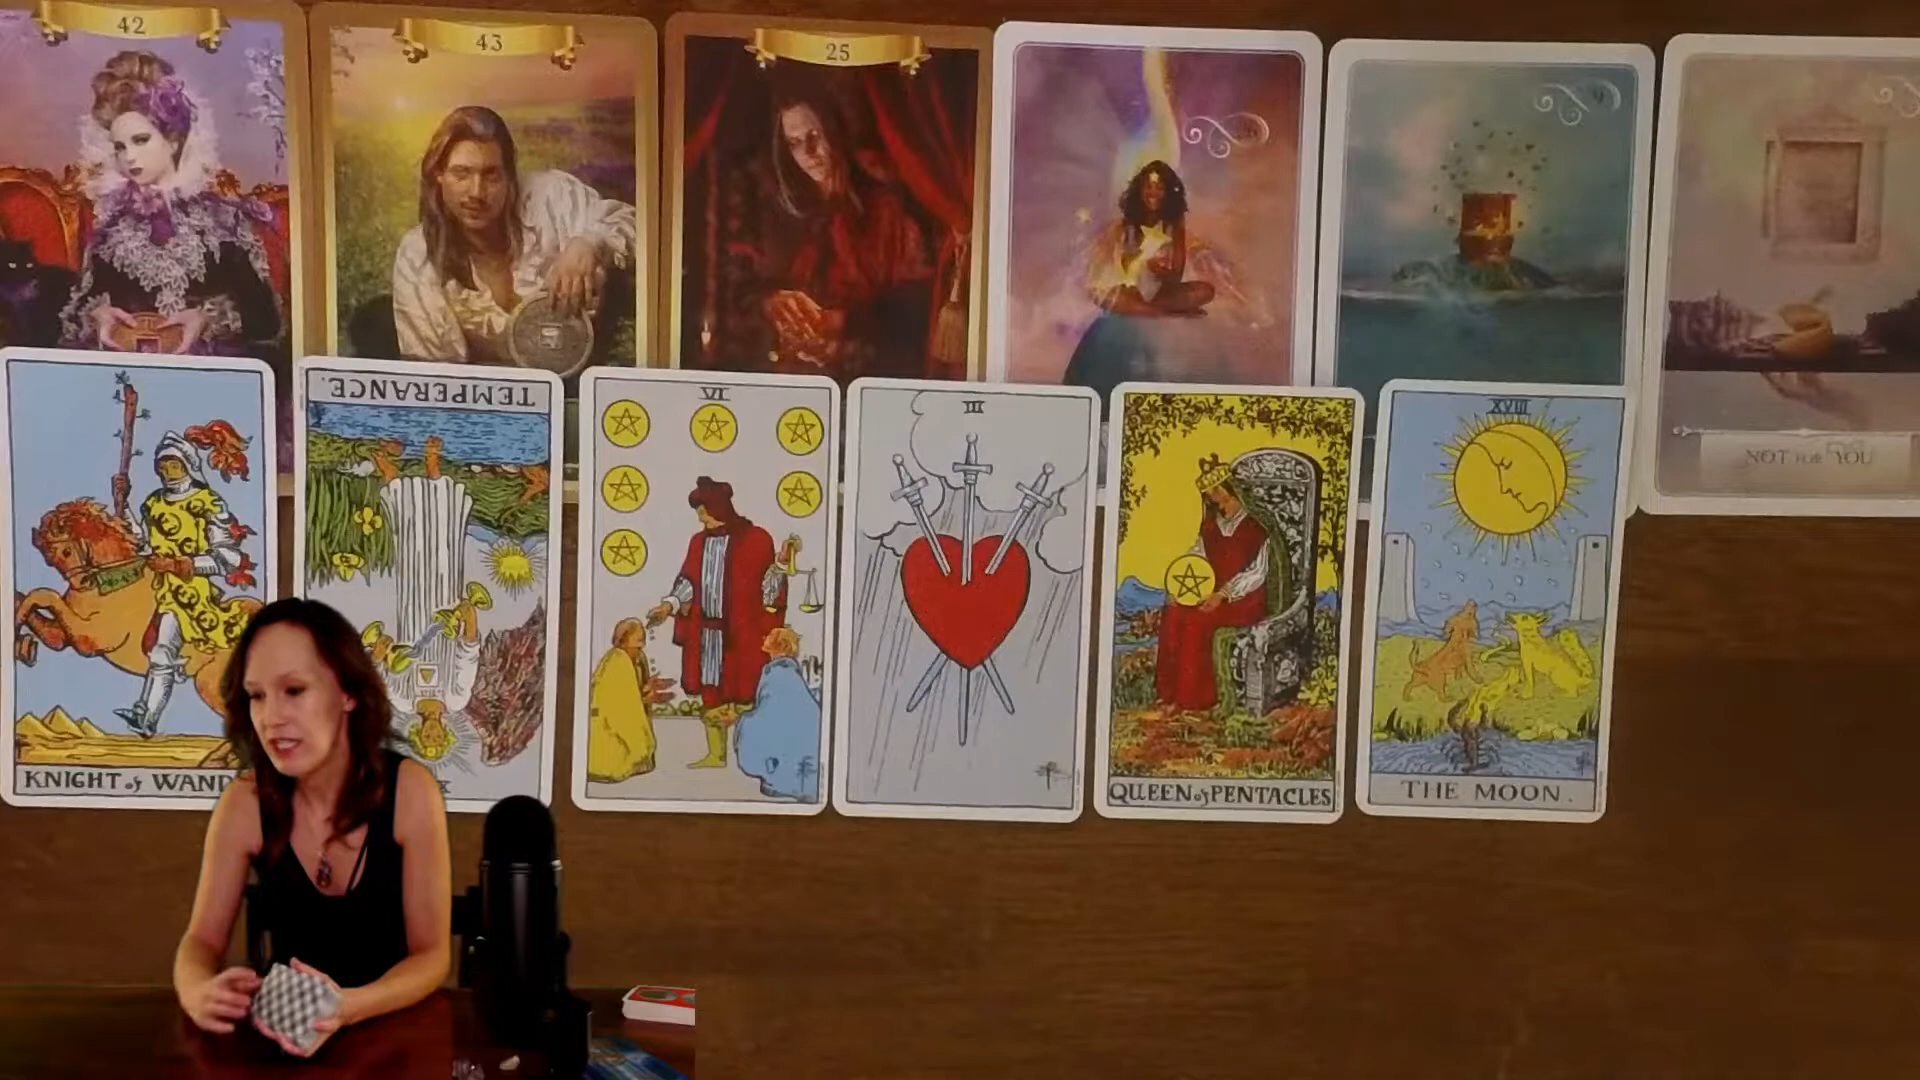 42
43
25
NOT FOR YOU
TEMPERANCE.
VI
III
XVIII
KNIGHT of WAND
QUEEN of PENTACLES
THE MOON.